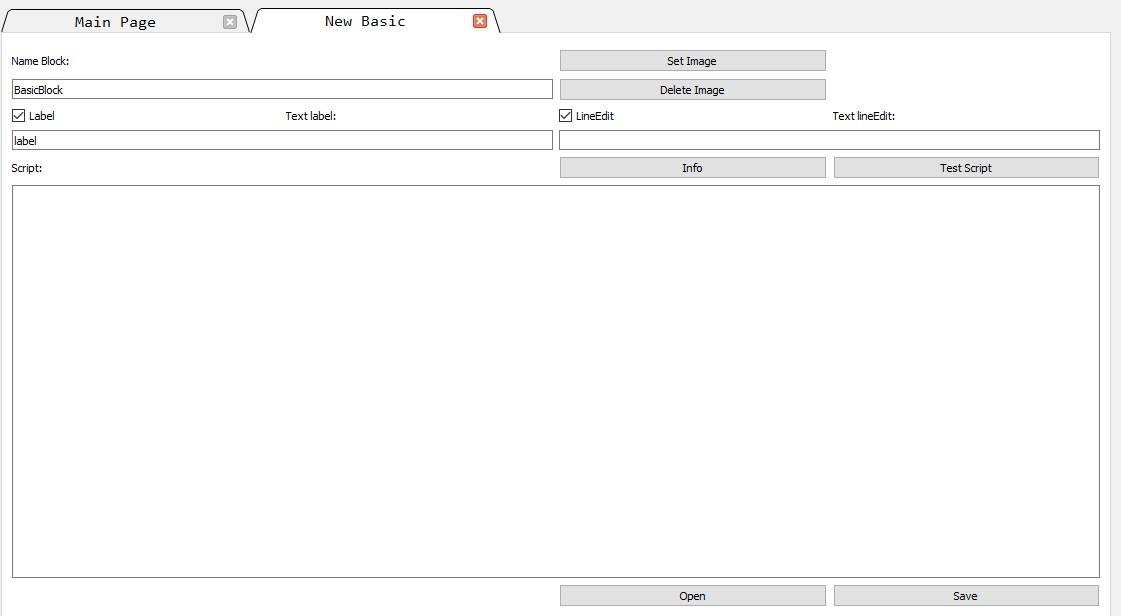 Main Page
New Basic
Name Block:
Set Image
BasicBlock
Delete Image
Label
Text label:
LineEdit
Text lineEdit:
label
Script:
Info
Test Script
Open
Save